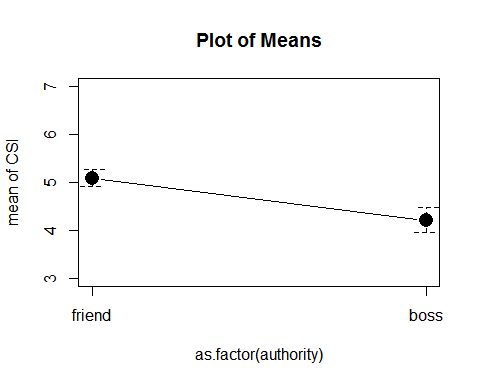 Plot of Means
mean of CSI
7
6
5
4
3
friend
boss
as.factor(authority)